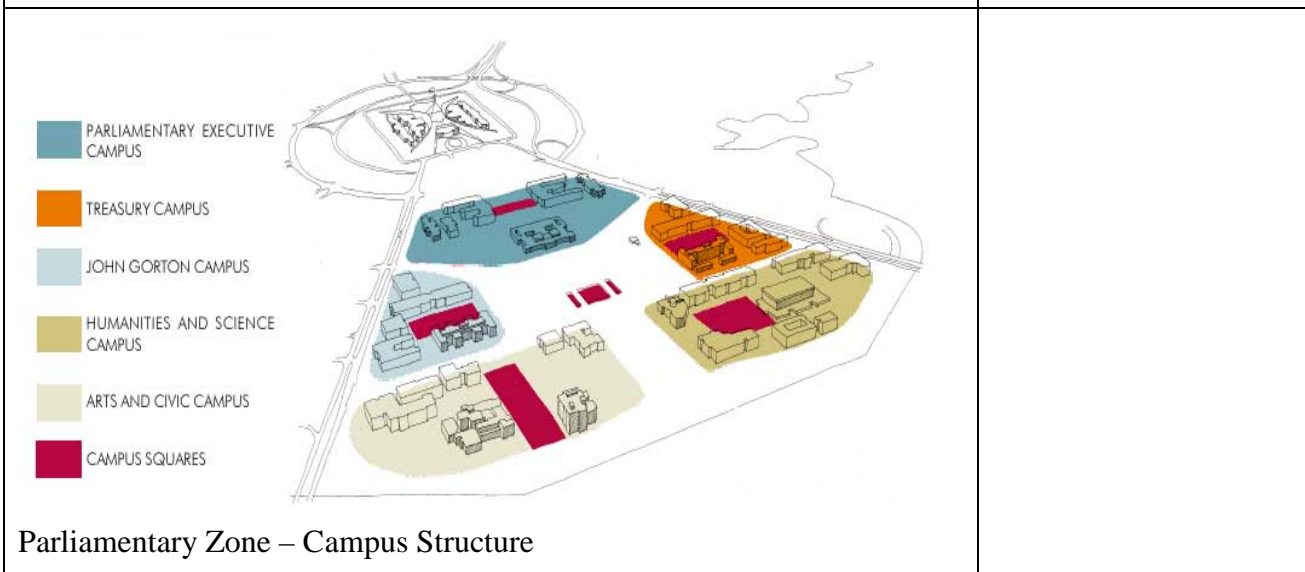 PARLIAMENTARY EXECUTIVE
CAMPUS
TREASURY CAMPUS
JOHN GORTON CAMPUS
HUMANITIES AND SCIENCE
CAMPUS
ARTS AND CIVIC CAMPUS
CAMPUS SQUARES
Parliamentary Zone – Campus Structure